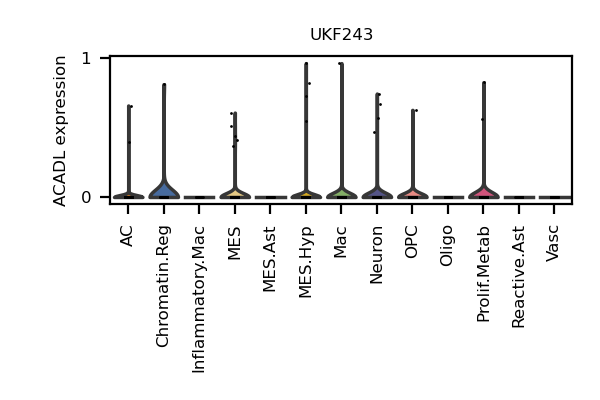 UKF243
ACADL expression
1
0
AC
Chromatin.Reg
Inflammatory.Mac
MES
MES.Ast
MES.Hyp
Mac
Neuron
OPC
Oligo
Prolif.Metab
Reactive.Ast
Vasc